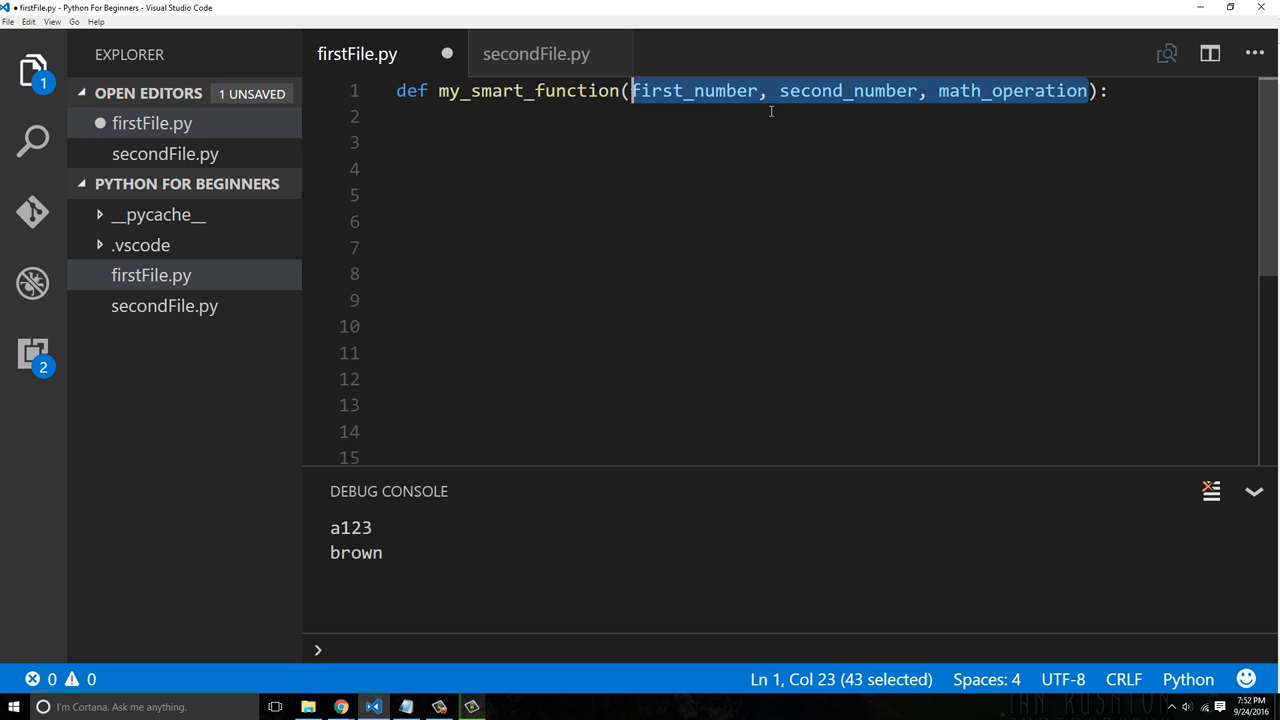 ● firstFile.py - Python For Beginners - Visual Studio Code
File Edit View Go Help
EXPLORER
OPEN EDITORS 1 UNSAVED
firstFile.py
secondFile.py
PYTHON FOR BEGINNERS
__pycache__
.vscode
firstFile.py
secondFile.py
1
2
firstFile.py
secondFile.py
1 def my_smart_function(first_number, second_number, math_operation):
2
3
4
5
6
7
8
9
10
11
12
13
14
15
DEBUG CONSOLE
a123
brown
0 0
Ln 1, Col 23 (43 selected) Spaces: 4 UTF-8 CRLF Python
I'm Cortana. Ask me anything.
7:52 PM
9/24/2016